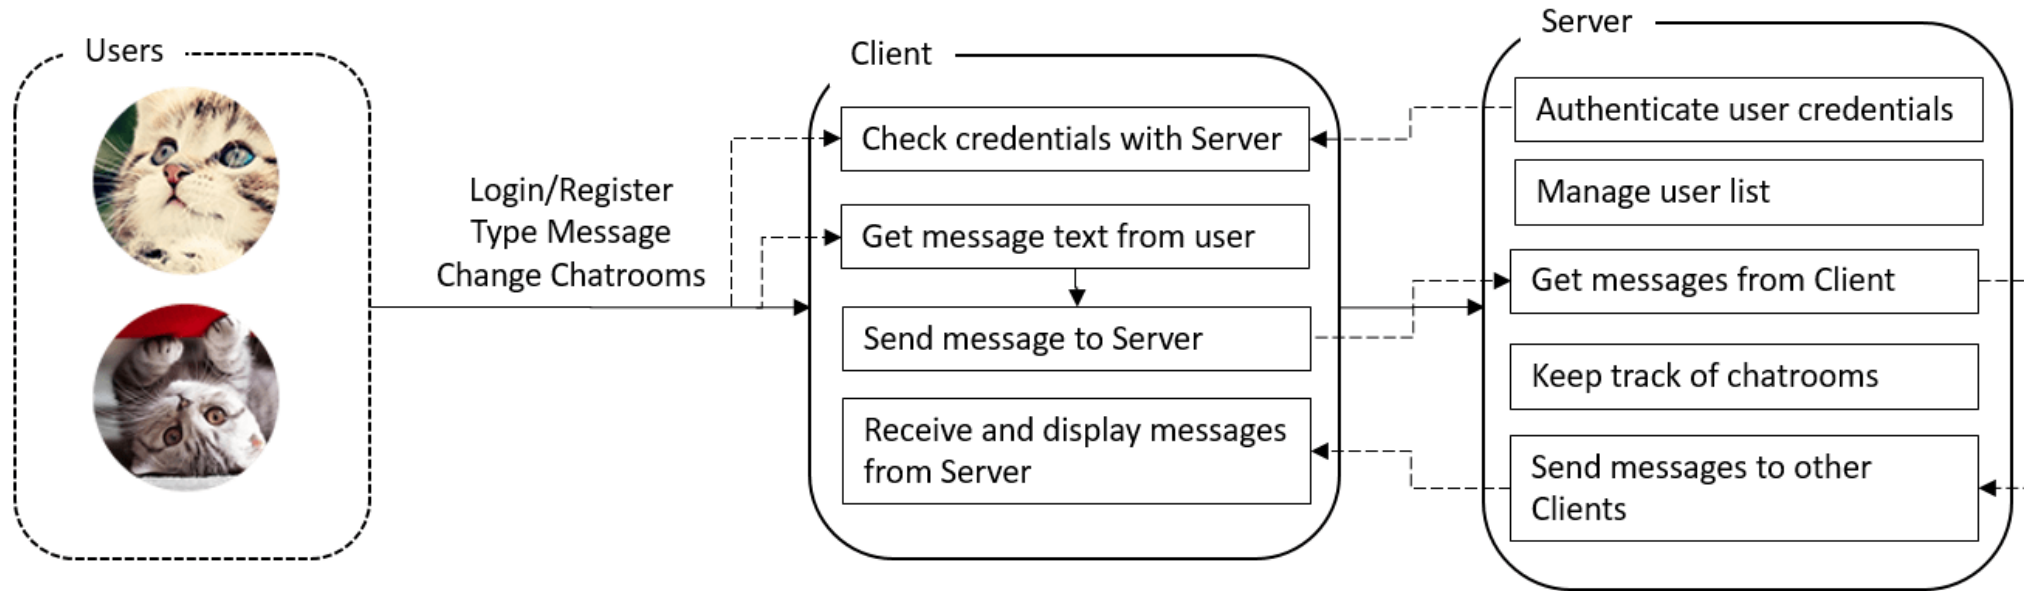 Users
Login/Register
Type Message
Change Chatrooms
Client
Check credentials with Server
Get message text from user
Send message to Server
Receive and display messages
from Server
Server
Authenticate user credentials
Manage user list
Get messages from Client
Keep track of chatrooms
Send messages to other
Clients